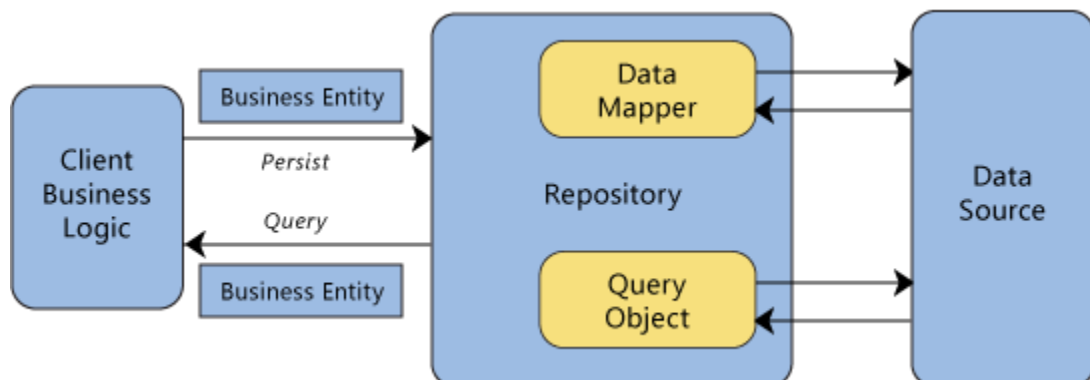 Client
Business
Logic
Business Entity
Persist
Query
Business Entity
Data
Mapper
Repository
Query
Object
Data
Source